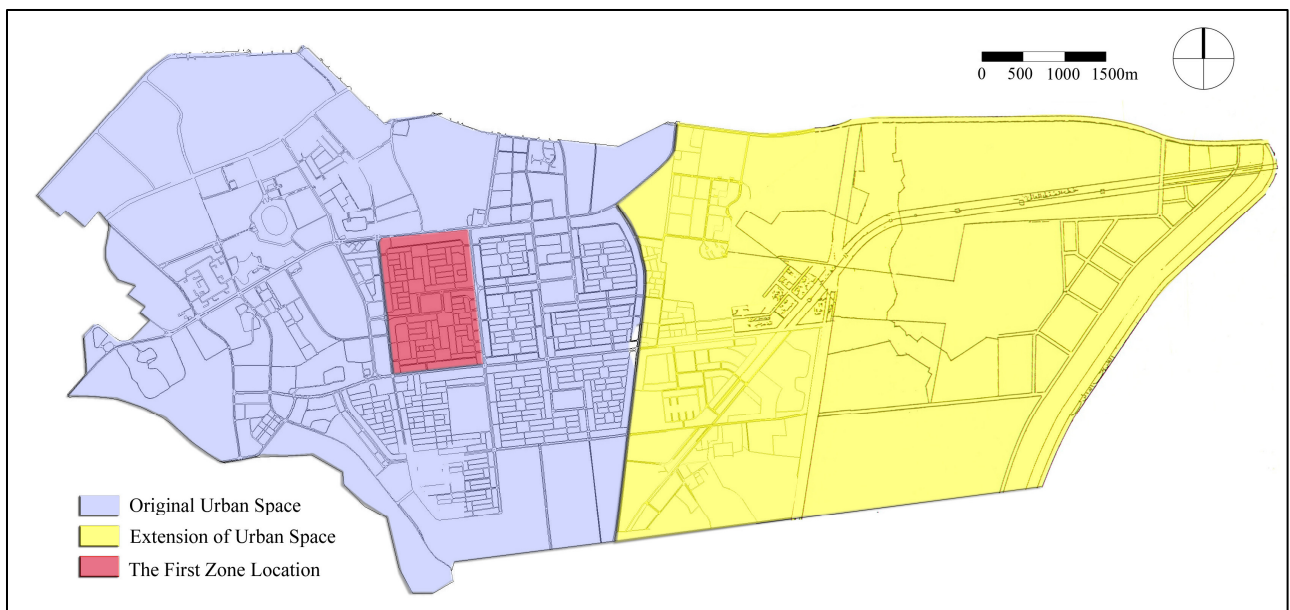 0 500 1000 1500m
Original Urban Space
Extension of Urban Space
The First Zone Location